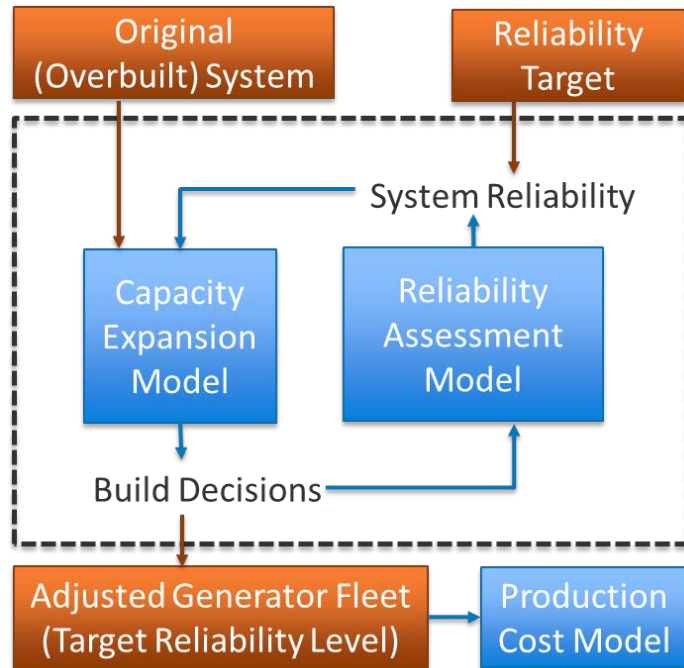 Original
(Overbuilt) System
Reliability
Target
System Reliability
Capacity
Expansion
Model
Reliability
Assessment
Model
Build Decisions
Adjusted Generator Fleet
(Target Reliability Level)
Production
Cost Model